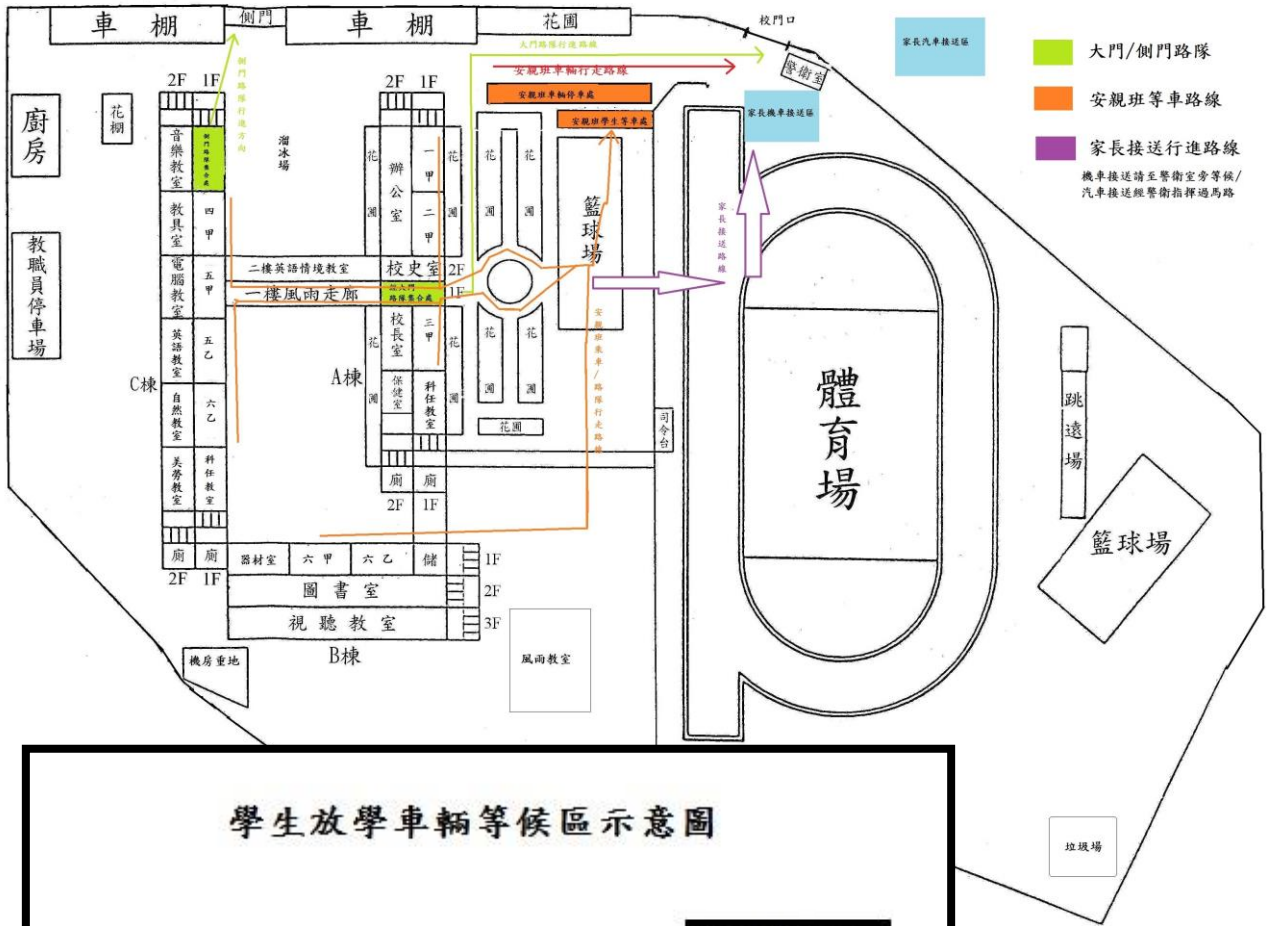 車棚
側門
車棚
花圃
校門口
警衛室
家長汽車接送區
大門/側門路隊
安親班等車路線
家長接送行進路線
機車接送請至警衛室旁等候/
汽車接送經警衛指揮過馬路
大門路隊行進路線
安親班車輛行走路線
安親班車輛停車處
安親班學生等車處
家長機車接送區
側門路隊行進方向
2F 1F
2F 1F
廚房
花棚
音樂教室
側門路隊集合處
溜冰場
花圃
辦公室
一甲
花圃
花圃
花圃
籃球場
教具室
四甲
二甲
家長接送路線
教職員停車場
電腦教室
五甲
二樓英語情境教室
校史室
2F
一樓風雨走廊
路隊集合處
1F
英語教室
五乙
花圃
校長室
三甲
花圃
花圃
花圃
安親班乘車/路隊行走路線
C棟
A棟
自然教室
六乙
保健室
科任教室
花圃
司令台
體育場
跳遠場
籃球場
美勞教室
科任教室
廁
廁
2F 1F
廁
廁
2F 1F
器材室
六甲
六乙
儲
1F
圖書室
2F
視聽教室
3F
B棟
機房重地
風雨教室
垃圾場
學生放學車輛等候區示意圖